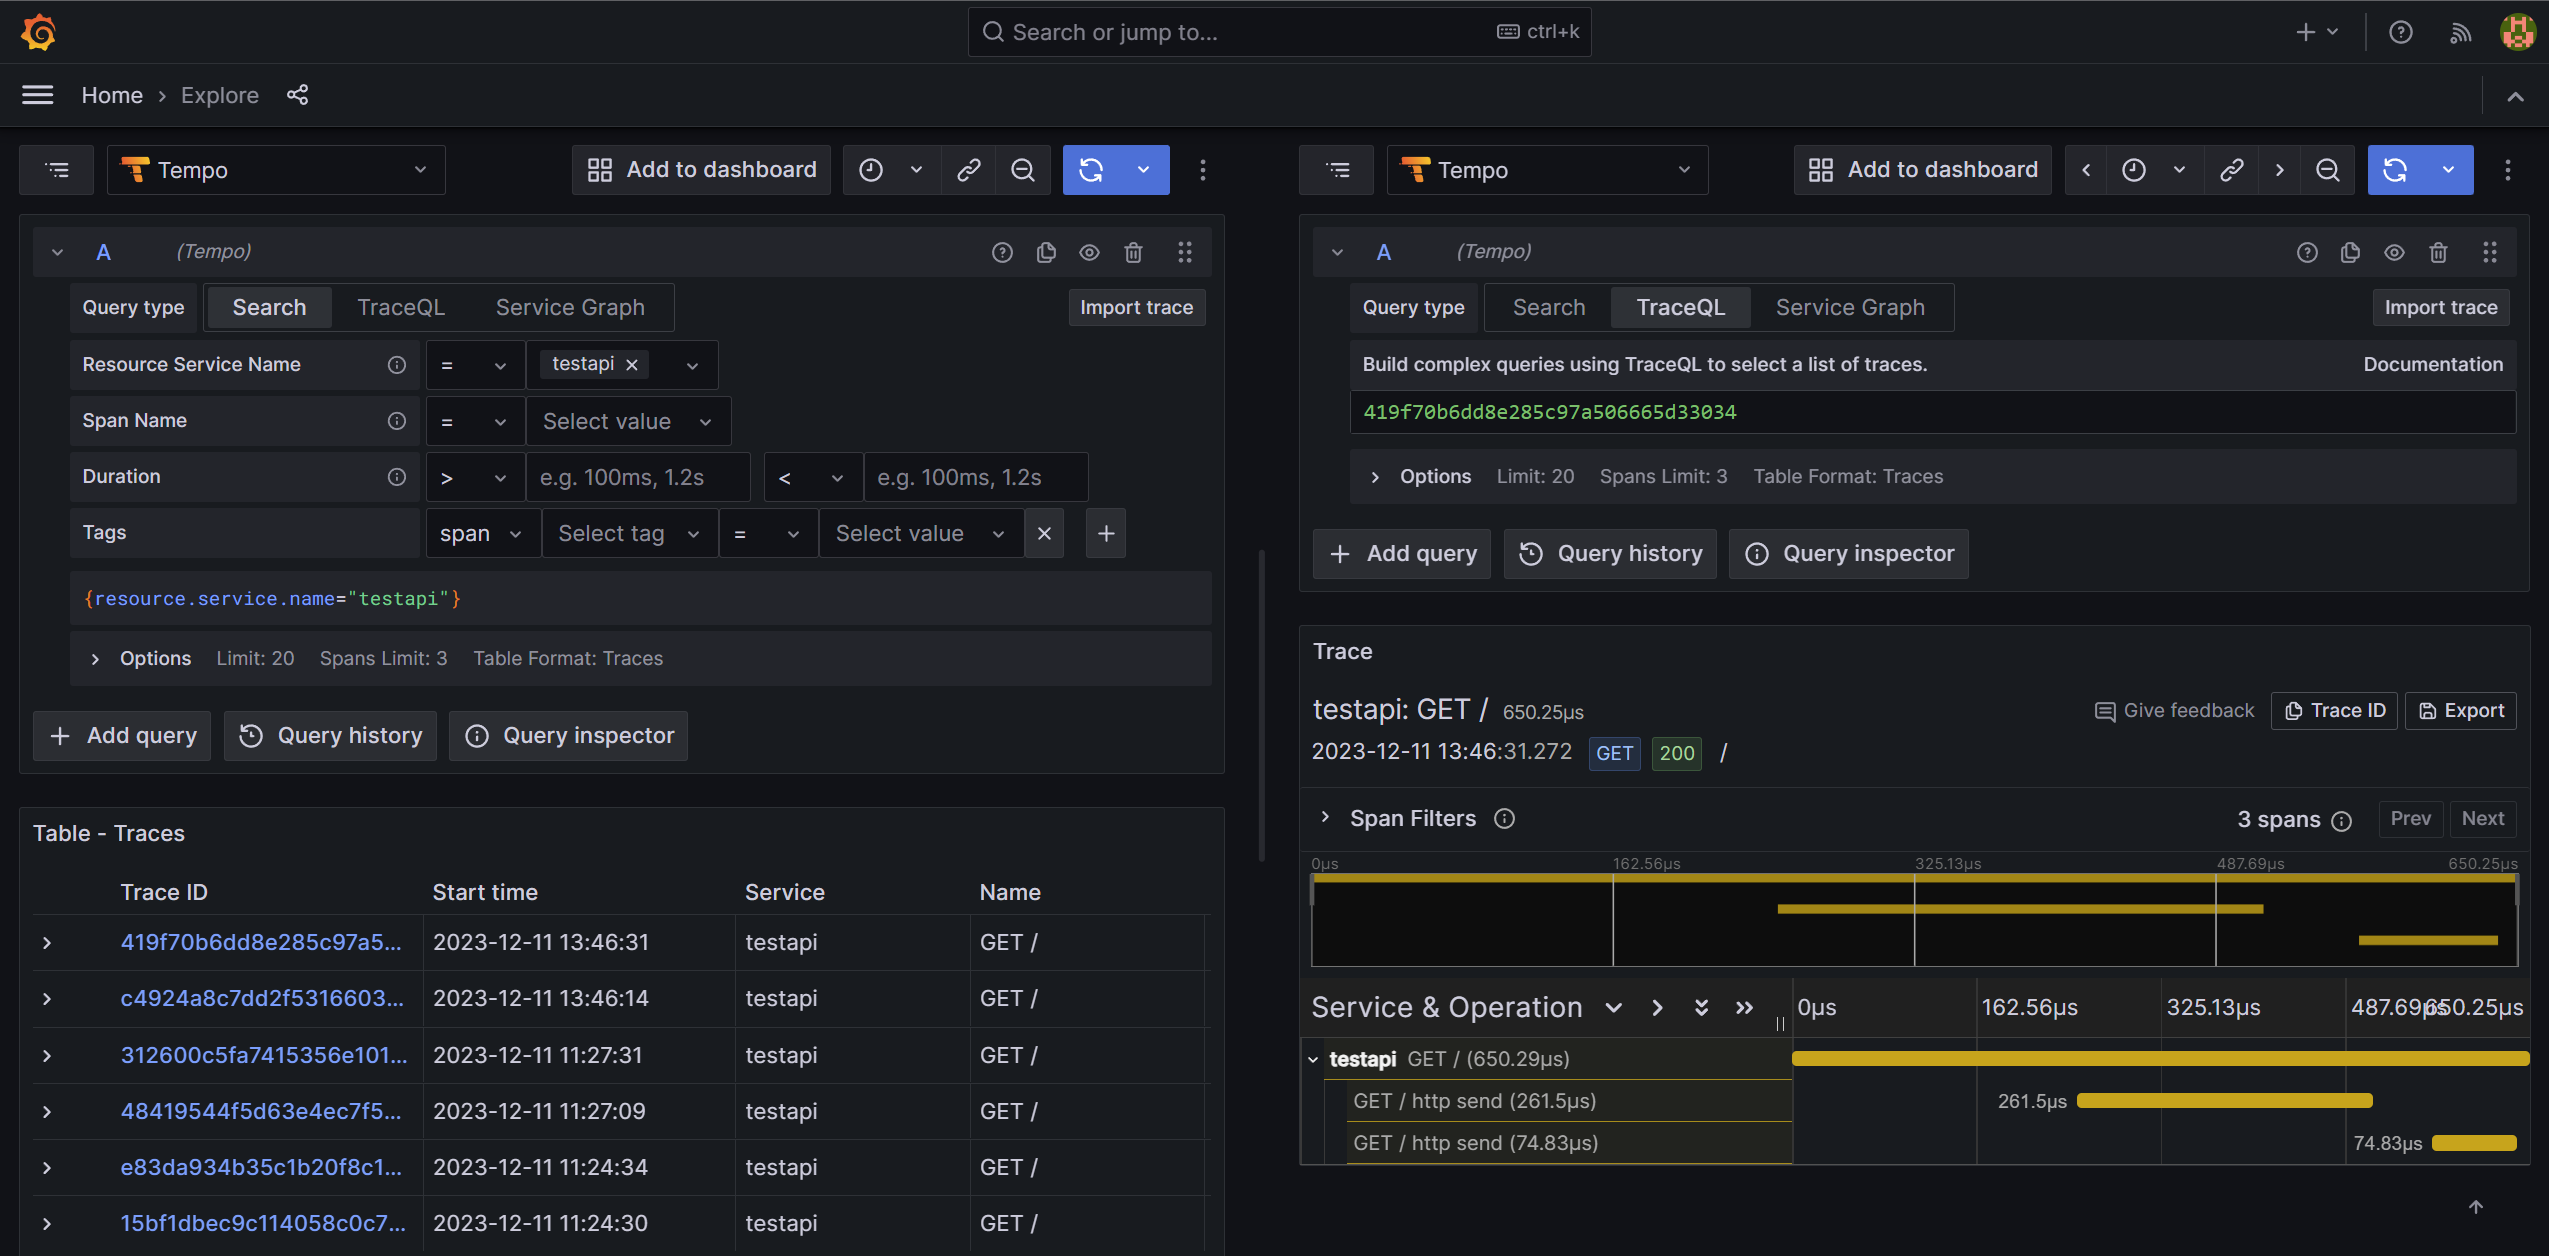 Search or jump to...
ctrl+k
Home › Explore
Tempo
Add to dashboard
A
(Tempo)
Query type
Search
TraceQL
Service Graph
Import trace
Resource Service Name
=
testapi
Span Name
=
Select value
Duration
>
e.g. 100ms, 1.2s
<
e.g. 100ms, 1.2s
Tags
span
Select tag
=
Select value
{resource.service.name="testapi"}
Options
Limit: 20
Spans Limit: 3
Table Format: Traces
Add query
Query history
Query inspector
Table - Traces
Trace ID Start time Service Name
419f70b6dd8e285c97a5... 2023-12-11 13:46:31 testapi GET /
c4924a8c7dd2f5316603... 2023-12-11 13:46:14 testapi GET /
312600c5fa7415356e101... 2023-12-11 11:27:31 testapi GET /
48419544f5d63e4ec7f5... 2023-12-11 11:27:09 testapi GET /
e83da934b35c1b20f8c1... 2023-12-11 11:24:34 testapi GET /
15bf1dbec9c114058c0c7... 2023-12-11 11:24:30 testapi GET /
Tempo
Add to dashboard
A
(Tempo)
Query type
Search
TraceQL
Service Graph
Import trace
Build complex queries using TraceQL to select a list of traces.
Documentation
419f70b6dd8e285c97a506665d33034
Options
Limit: 20
Spans Limit: 3
Table Format: Traces
Add query
Query history
Query inspector
Trace
testapi: GET / 650.25μs
Give feedback
Trace ID
Export
2023-12-11 13:46:31.272
GET
200
/
Span Filters
3 spans
Prev
Next
0μs 162.56μs 325.13μs 487.69μs 650.25μs
Service & Operation
0μs 162.56μs 325.13μs 487.69μs 650.25μs
testapi GET / (650.29μs)
GET / http send (261.5μs)
261.5μs
GET / http send (74.83μs)
74.83μs